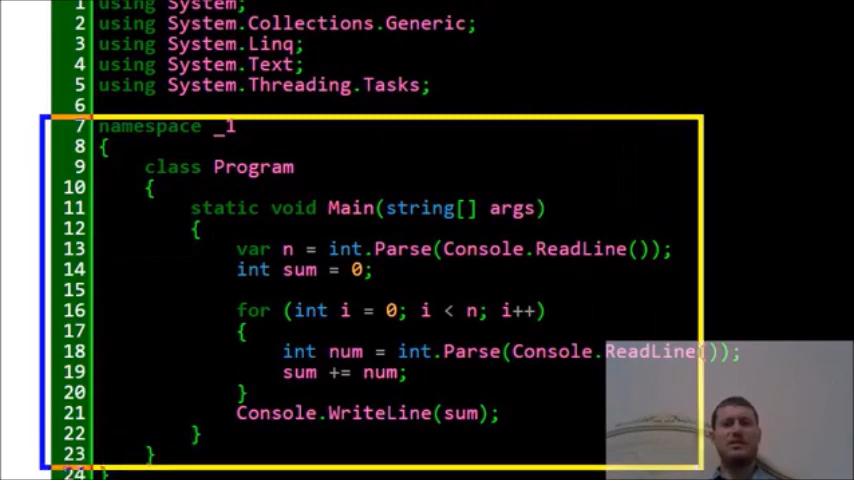 1 using System;
2 using System.Collections.Generic;
3 using System.Linq;
4 using System.Text;
5 using System.Threading.Tasks;
6
7 namespace _1
8 {
9 class Program
10 {
11 static void Main(string[] args)
12 {
13 var n = int.Parse(Console.ReadLine());
14 int sum = 0;
15
16 for (int i = 0; i < n; i++)
17 {
18 int num = int.Parse(Console.ReadLine());
19 sum += num;
20 }
21 Console.WriteLine(sum);
22 }
23 }
24 }